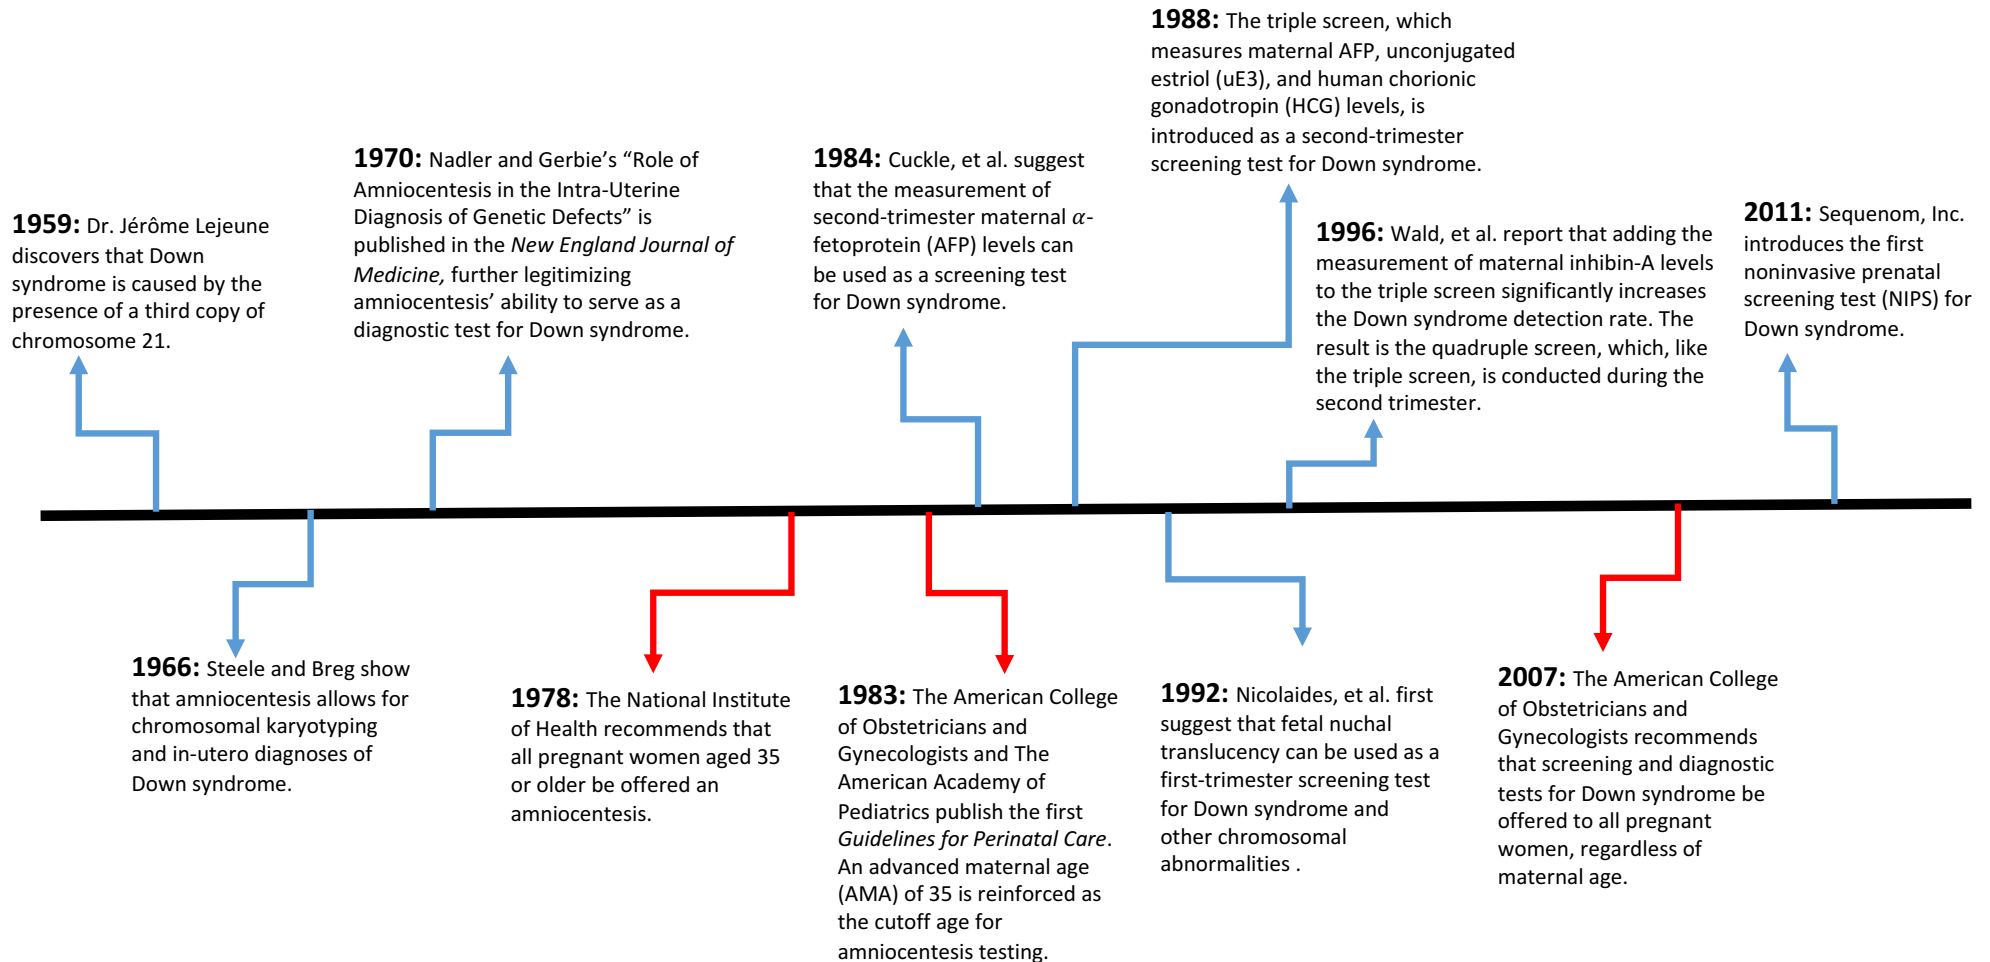 1959: Dr. Jérôme Lejeune
discovers that Down
syndrome is caused by the
presence of a third copy of
chromosome 21.
1970: Nadler and Gerbie’s “Role of
Amniocentesis in the Intra-Uterine
Diagnosis of Genetic Defects” is
published in the New England Journal of
Medicine, further legitimizing
amniocentesis’ ability to serve as a
diagnostic test for Down syndrome.
1984: Cuckle, et al. suggest
that the measurement of
second-trimester maternal α-
fetoprotein (AFP) levels can
be used as a screening test
for Down syndrome.
1988: The triple screen, which
measures maternal AFP, unconjugated
estriol (uE3), and human chorionic
gonadotropin (HCG) levels, is
introduced as a second-trimester
screening test for Down syndrome.
1996: Wald, et al. report that adding the
measurement of maternal inhibin-A levels
to the triple screen significantly increases
the Down syndrome detection rate. The
result is the quadruple screen, which, like
the triple screen, is conducted during the
second trimester.
2011: Sequenom, Inc.
introduces the first
noninvasive prenatal
screening test (NIPS) for
Down syndrome.
1966: Steele and Breg show
that amniocentesis allows for
chromosomal karyotyping
and in-utero diagnoses of
Down syndrome.
1978: The National Institute
of Health recommends that
all pregnant women aged 35
or older be offered an
amniocentesis.
1983: The American College
of Obstetricians and
Gynecologists and The
American Academy of
Pediatrics publish the first
Guidelines for Perinatal Care.
An advanced maternal age
(AMA) of 35 is reinforced as
the cutoff age for
amniocentesis testing.
1992: Nicolaides, et al. first
suggest that fetal nuchal
translucency can be used as a
first-trimester screening test
for Down syndrome and
other chromosomal
abnormalities .
2007: The American College
of Obstetricians and
Gynecologists recommends
that screening and diagnostic
tests for Down syndrome be
offered to all pregnant
women, regardless of
maternal age.